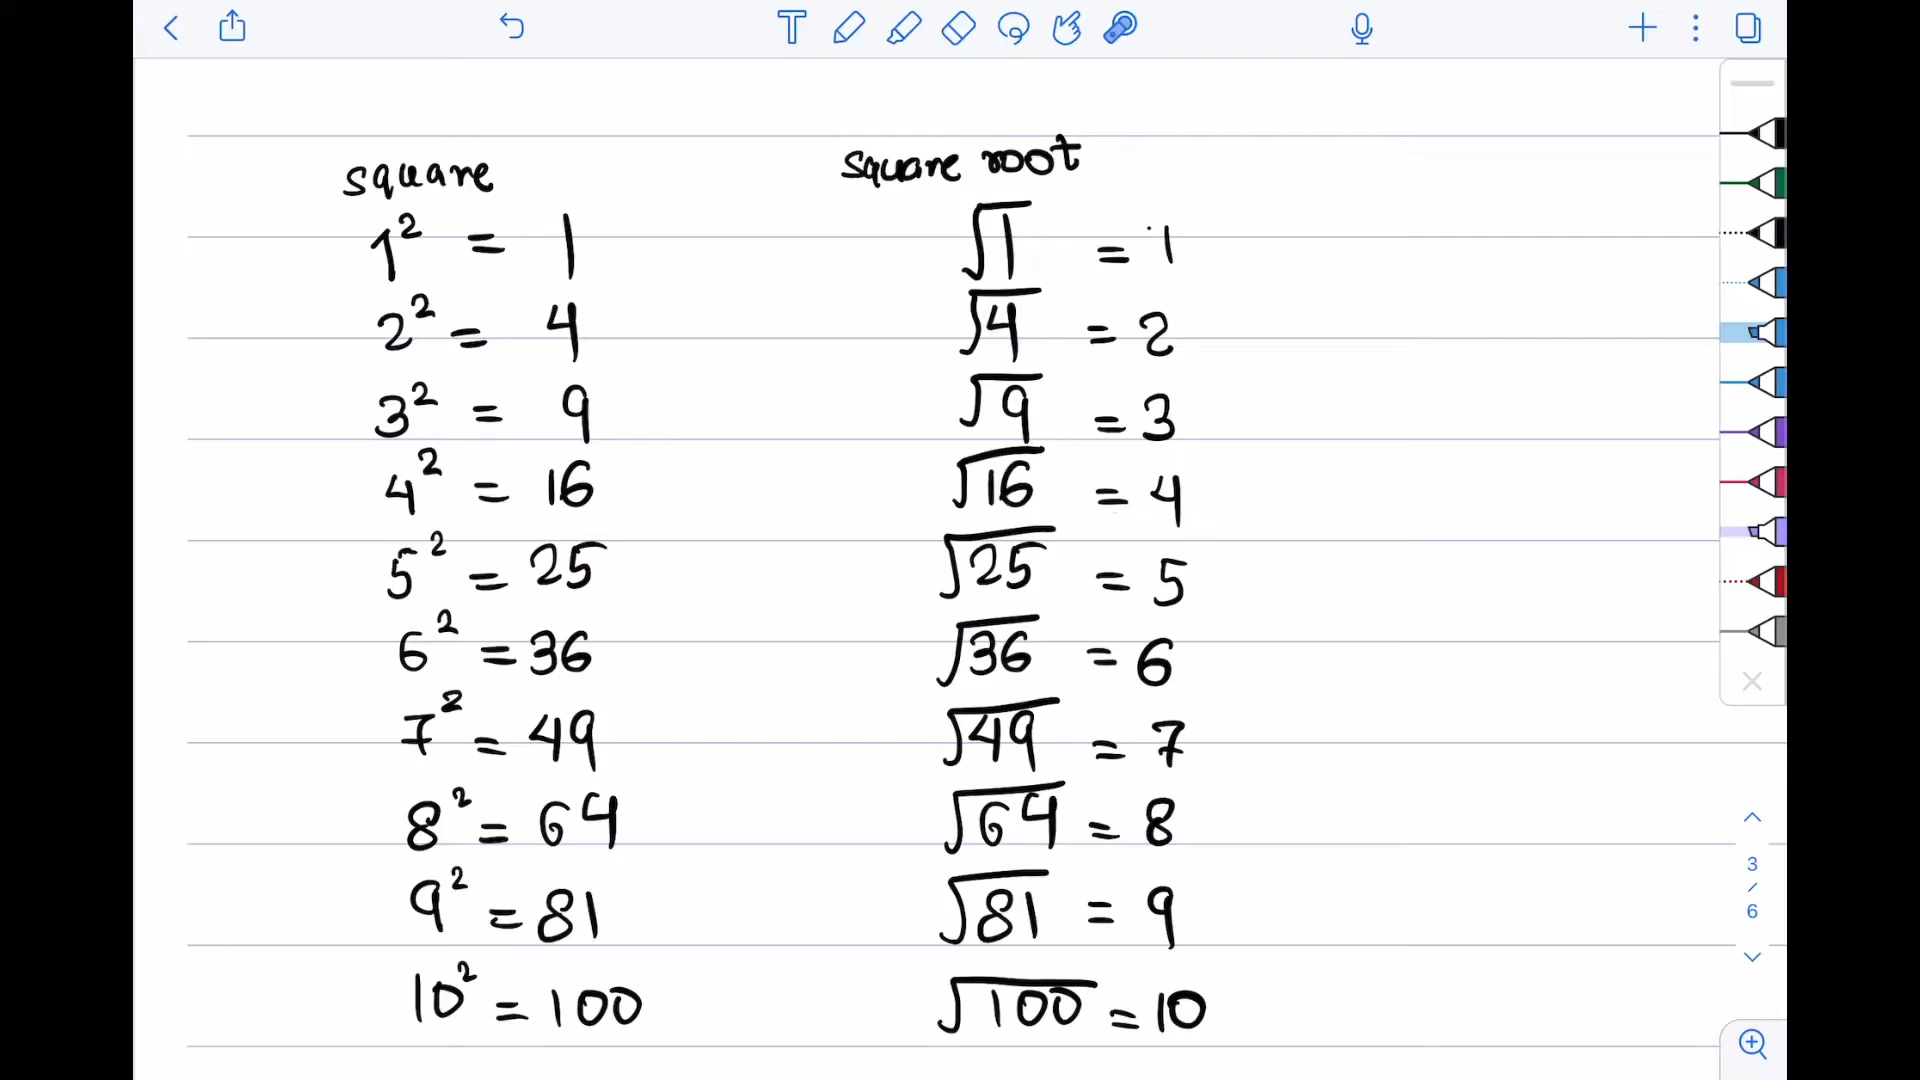 square square root
1² = 1 √1 = 1
2² = 4 √4 = 2
3² = 9 √9 = 3
4² = 16 √16 = 4
5² = 25 √25 = 5
6² = 36 √36 = 6
7² = 49 √49 = 7
8² = 64 √64 = 8
9² = 81 √81 = 9
10² = 100 √100 = 10
3
/
6